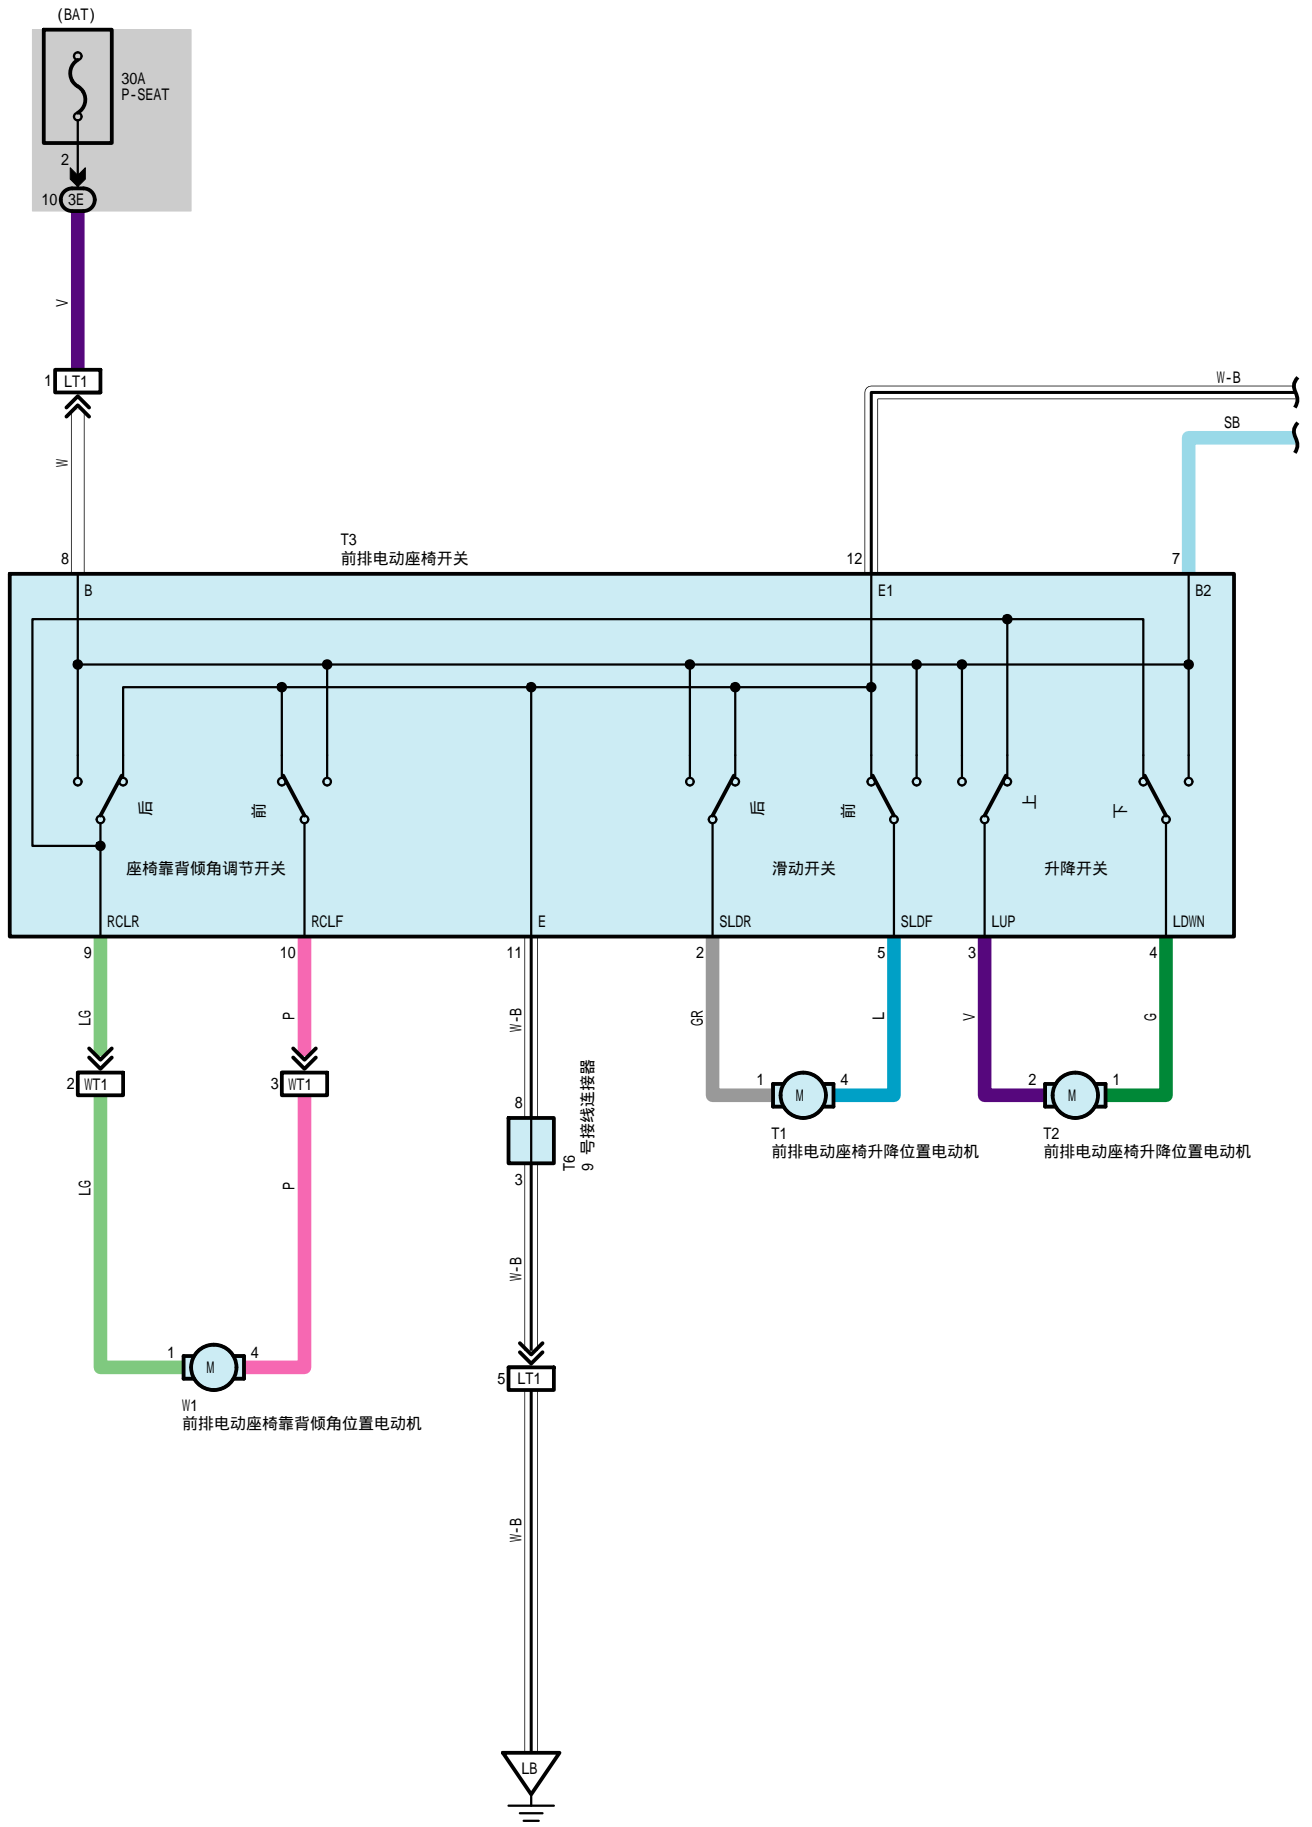 (BAT)
30A
P-SEAT
2
10 3E
V
1 LT1
W
W-B
SB
T3
前排电动座椅开关
8 12 7
B E1 B2
后 前 后 前 上 下
座椅靠背倾角调节开关 滑动开关 升降开关
RCLR RCLF E SLDR SLDF LUP LDWN
9 10 11 2 5 3 4
LG P W-B GR L V G
2 WT1 3 WT1
1 M 4
2 M 1
8
T6
9 号接线连接器
3
T1
前排电动座椅升降位置电动机
T2
前排电动座椅升降位置电动机
LG P
W-B
1 M 4
5 LT1
W1
前排电动座椅靠背倾角位置电动机
W-B
LB